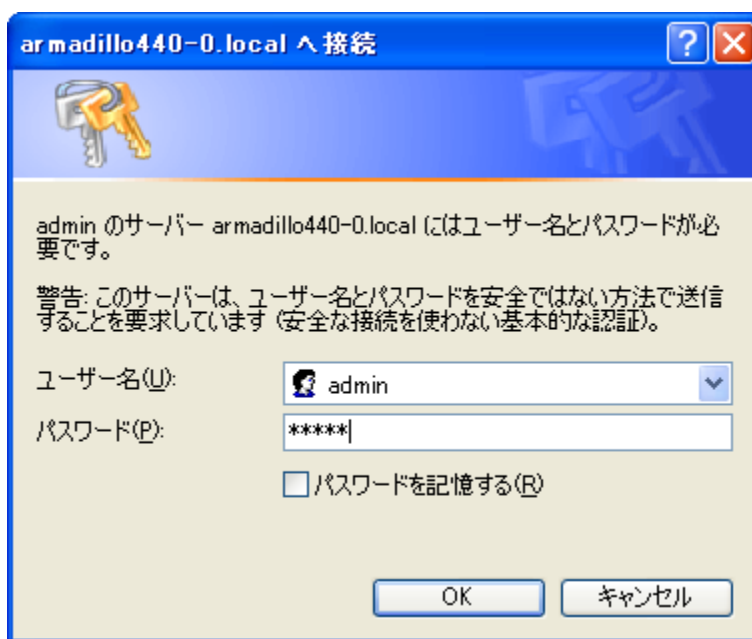 armadillo440-0.local へ接続
admin のサーバー armadillo440-0.local にはユーザー名とパスワードが必
要です。
警告: このサーバーは、ユーザー名とパスワードを安全ではない方法で送信
することを要求しています (安全な接続を使わない基本的な認証)。
ユーザー名(U):
admin
パスワード(P):
*****
パスワードを記憶する(R)
OK
キャンセル